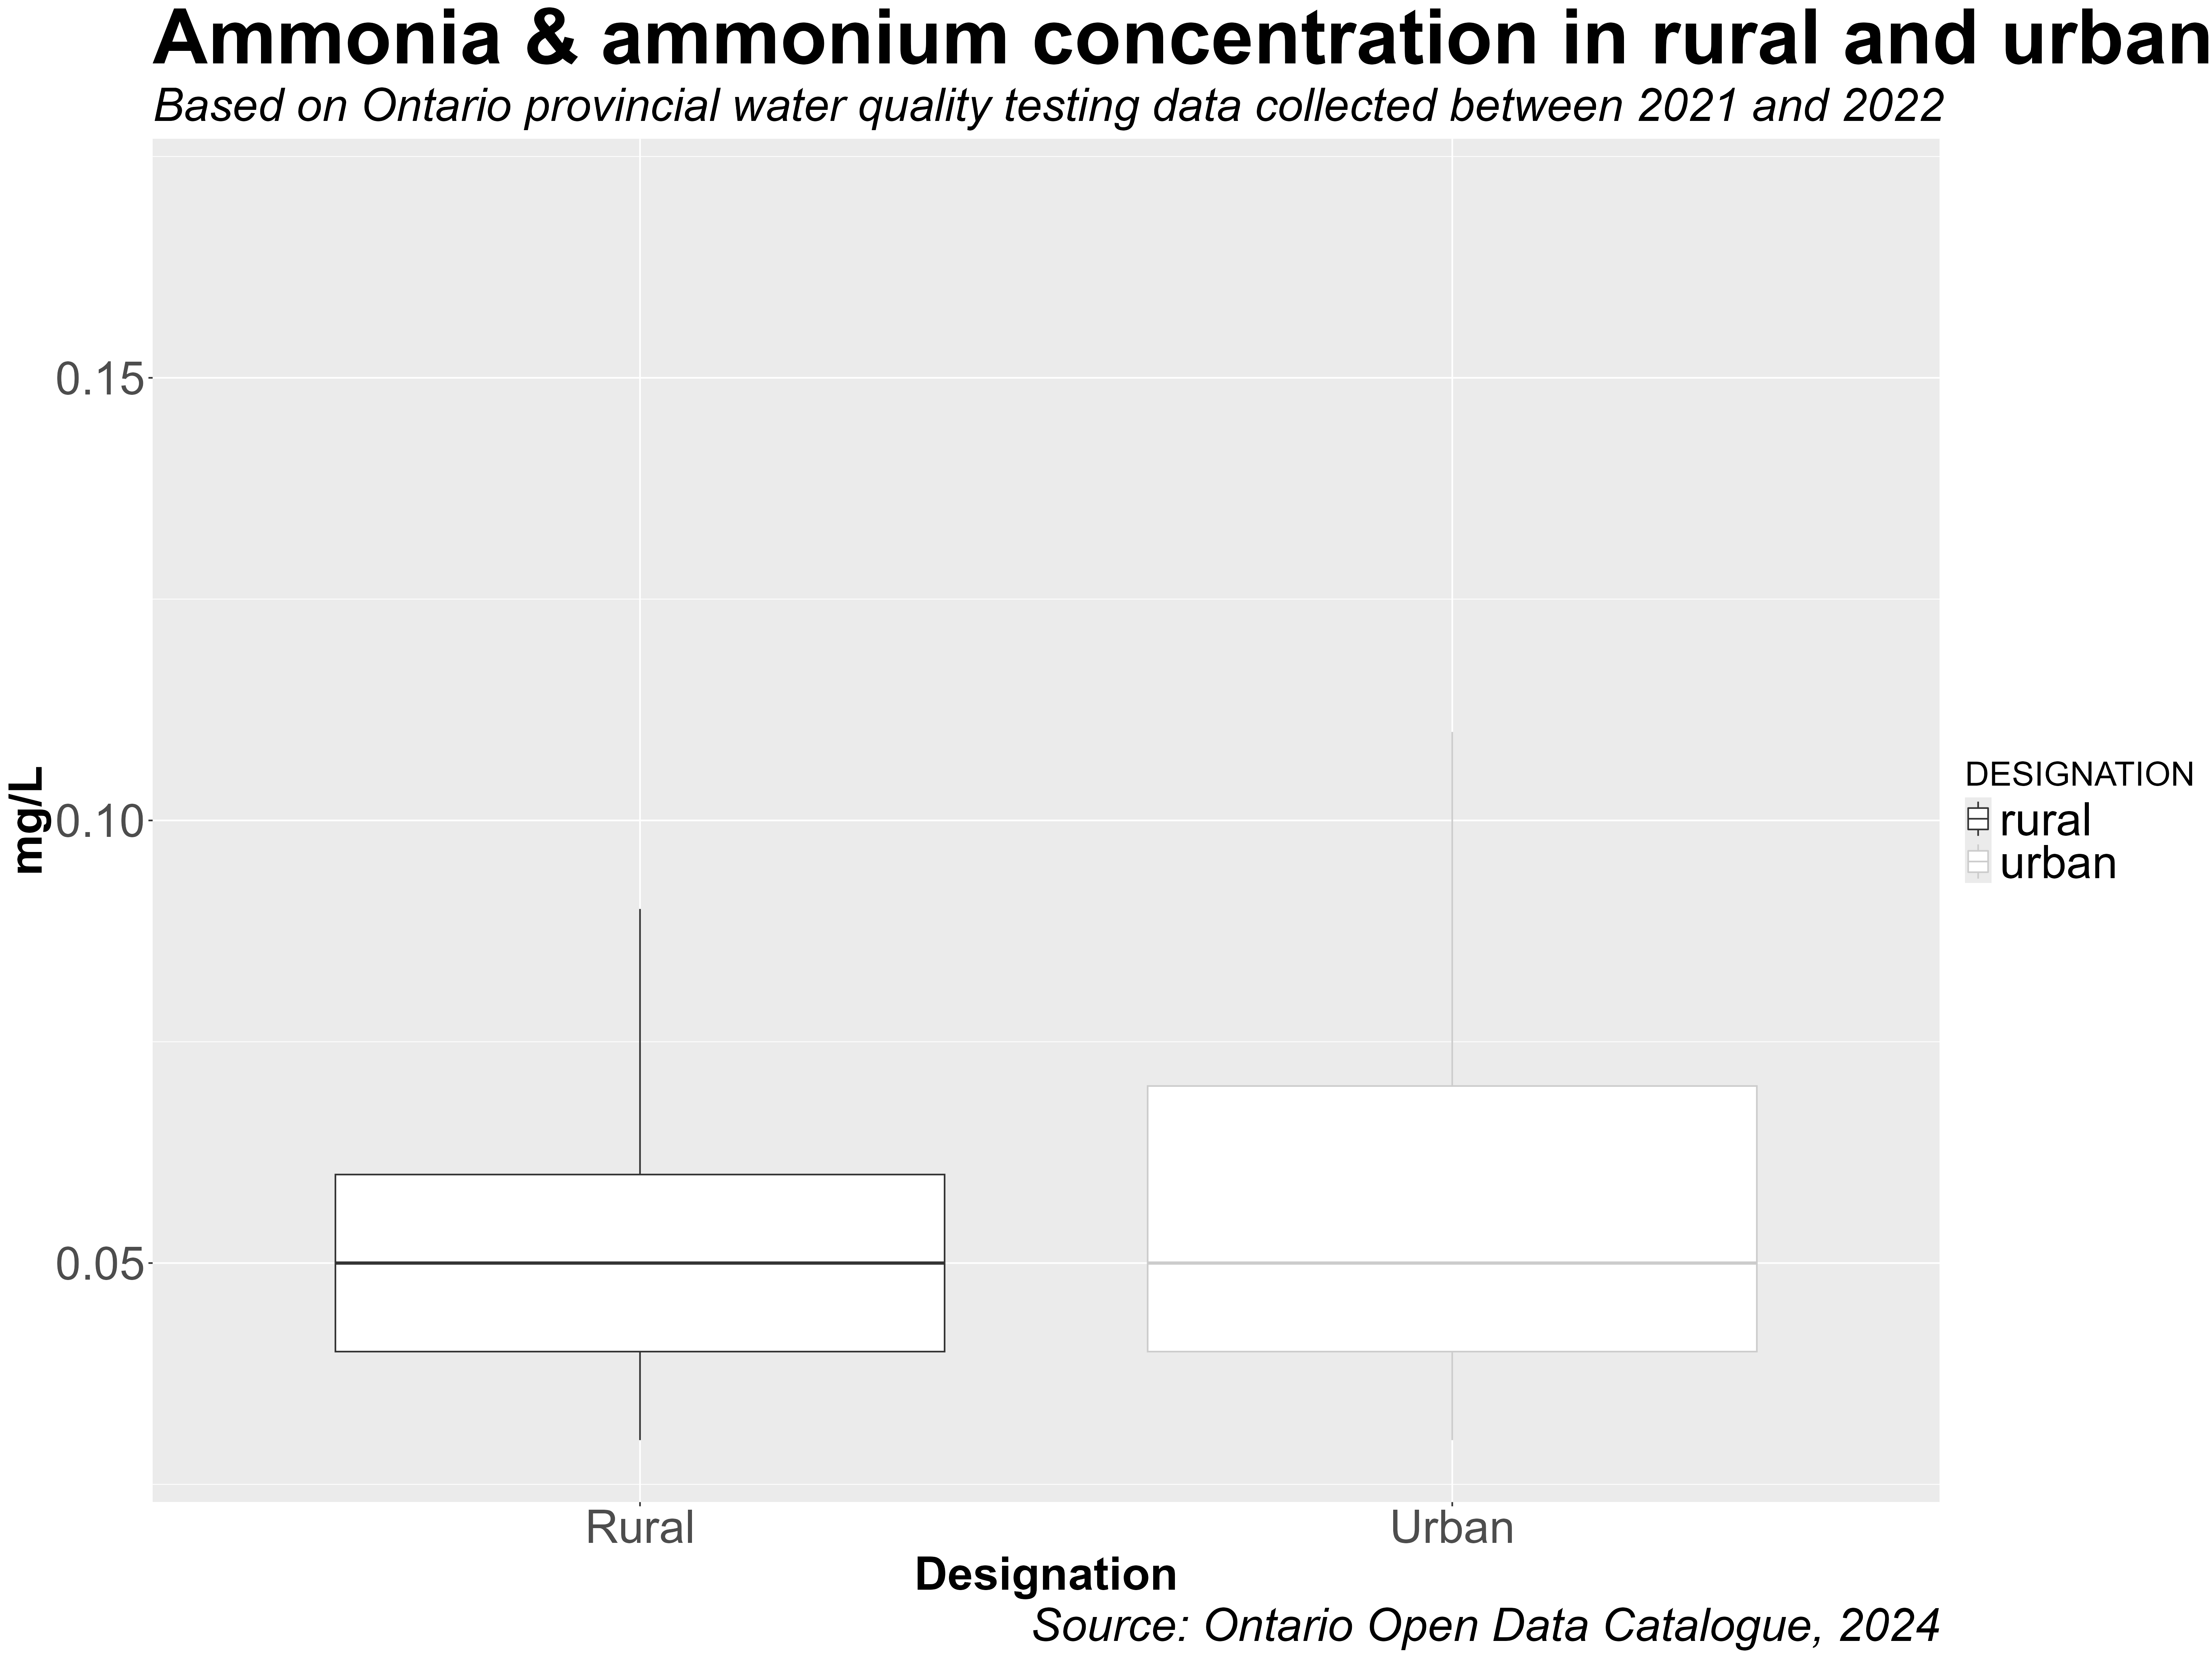 Ammonia & ammonium concentration in rural and urban
Based on Ontario provincial water quality testing data collected between 2021 and 2022
0.15
0.10
0.05
mg/L
Rural
Urban
Designation
DESIGNATION
rural
urban
Source: Ontario Open Data Catalogue, 2024